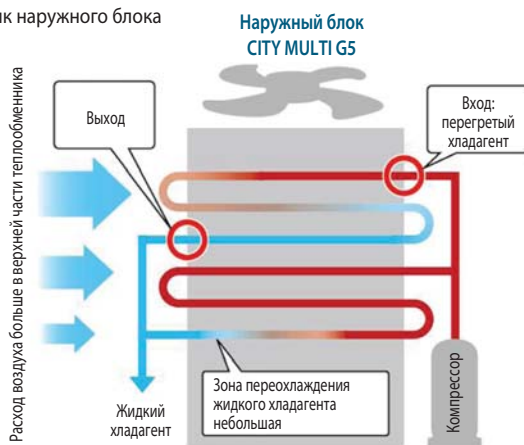 Наружный блок
CITY MULTI G5
Выход
Вход:
перегретый
хладагент
Расход воздуха больше в верхней части теплообменника
Зона переохлаждения
жидкого хладагента
небольшая
Жидкий
хладагент
Компрессор
наружного блока